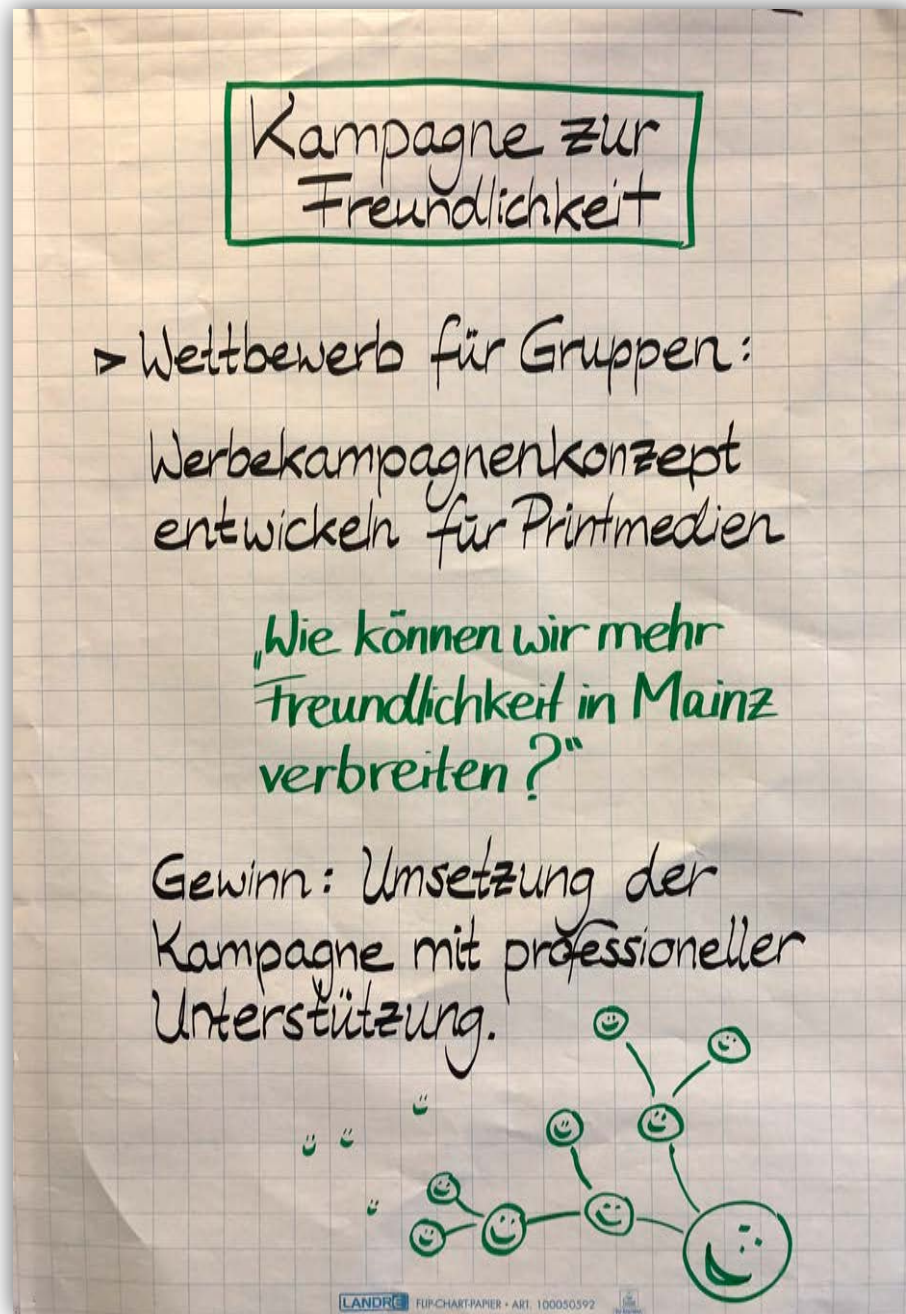 Kampagne zur
Freundlichkeit
> Wettbewerb für Gruppen:
Werbekampagnenkonzept
entwickeln für Printmedien
„Wie können wir mehr
Freundlichkeit in Mainz
verbreiten?"
Gewinn: Umsetzung der
Kampagne mit professioneller
Unterstützung.
LANDRÉ FLIP-CHART-PAPIER • ART. 100050592